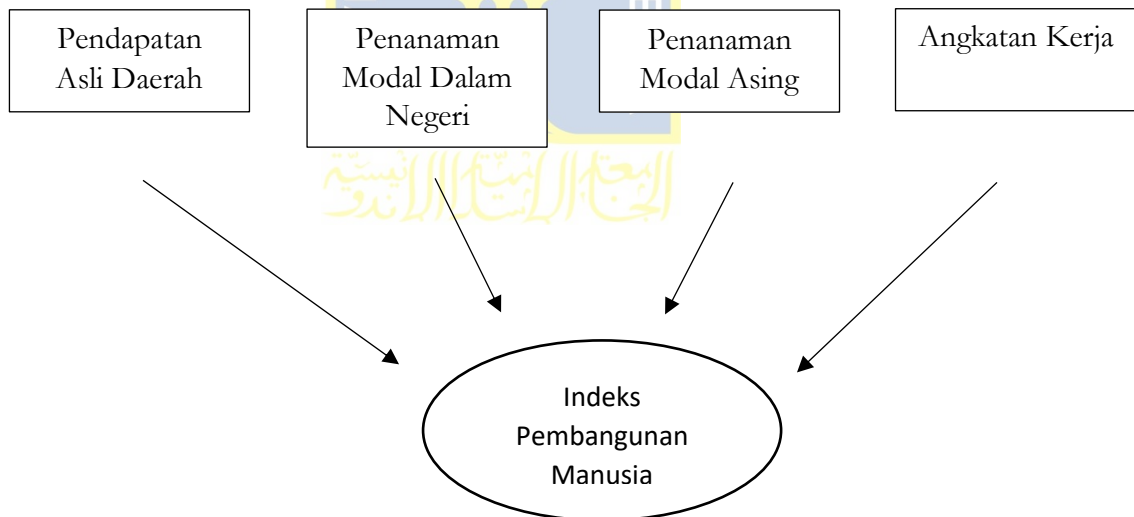 Pendapatan
Asli Daerah
Penanaman
Modal Dalam
Negeri
Penanaman
Modal Asing
Angkatan Kerja
Indeks
Pembangunan
Manusia